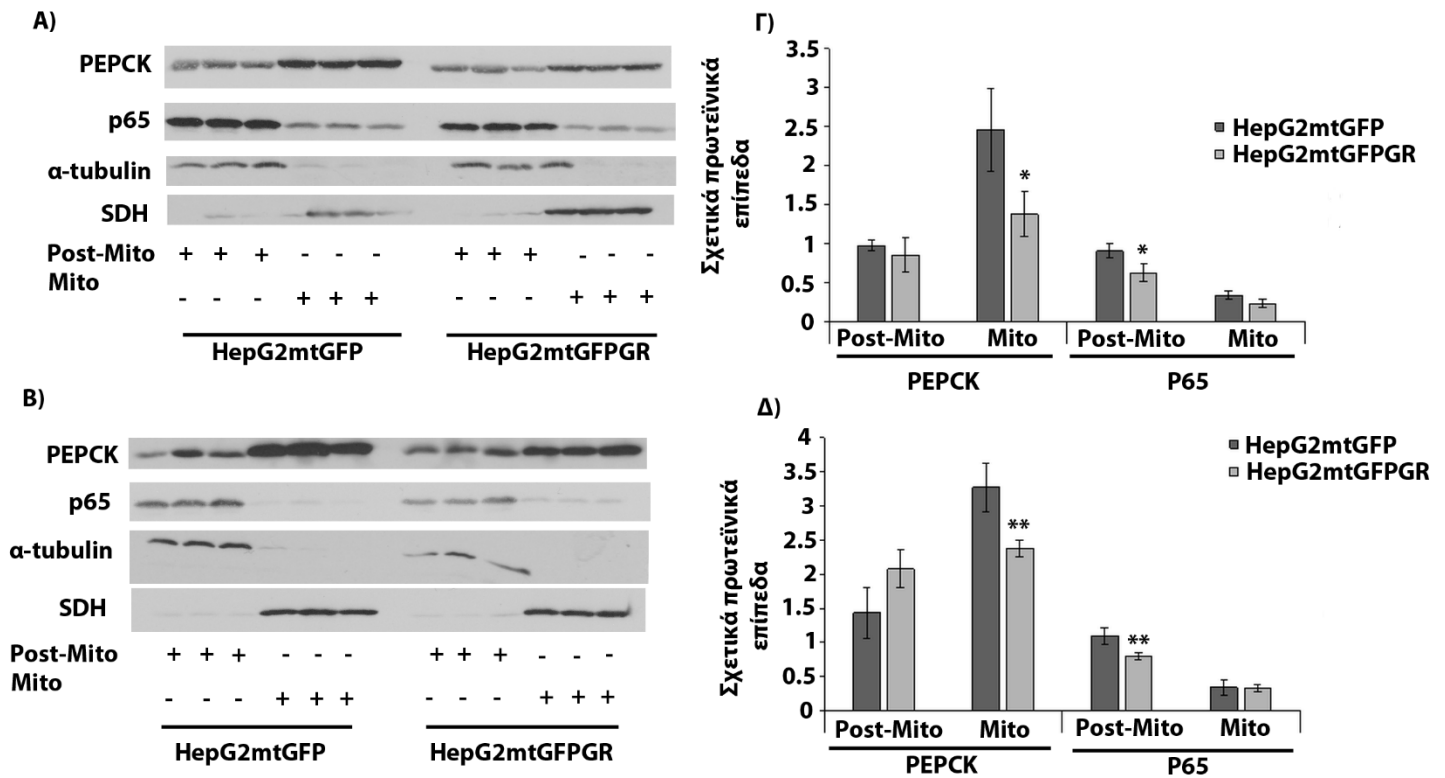 Α)
PEPCK
p65
α-tubulin
SDH
Post-Mito + + + - - - + + + - - -
Mito
- - - + + + - - - + + +
HepG2mtGFP HepG2mtGFPGR
Β)
PEPCK
p65
α-tubulin
SDH
Post-Mito + + + - - - + + + - - -
Mito
- - - + + + - - - + + +
HepG2mtGFP HepG2mtGFPGR
Γ)
Σχετικά πρωτεϊνικά
επίπεδα
3.5
3
2.5
2
1.5
1
0.5
0
*
*
HepG2mtGFP
HepG2mtGFPGR
Post-Mito Mito Post-Mito Mito
PEPCK P65
Δ)
Σχετικά πρωτεϊνικά
επίπεδα
4
3.5
3
2.5
2
1.5
1
0.5
0
**
**
HepG2mtGFP
HepG2mtGFPGR
Post-Mito Mito Post-Mito Mito
PEPCK P65